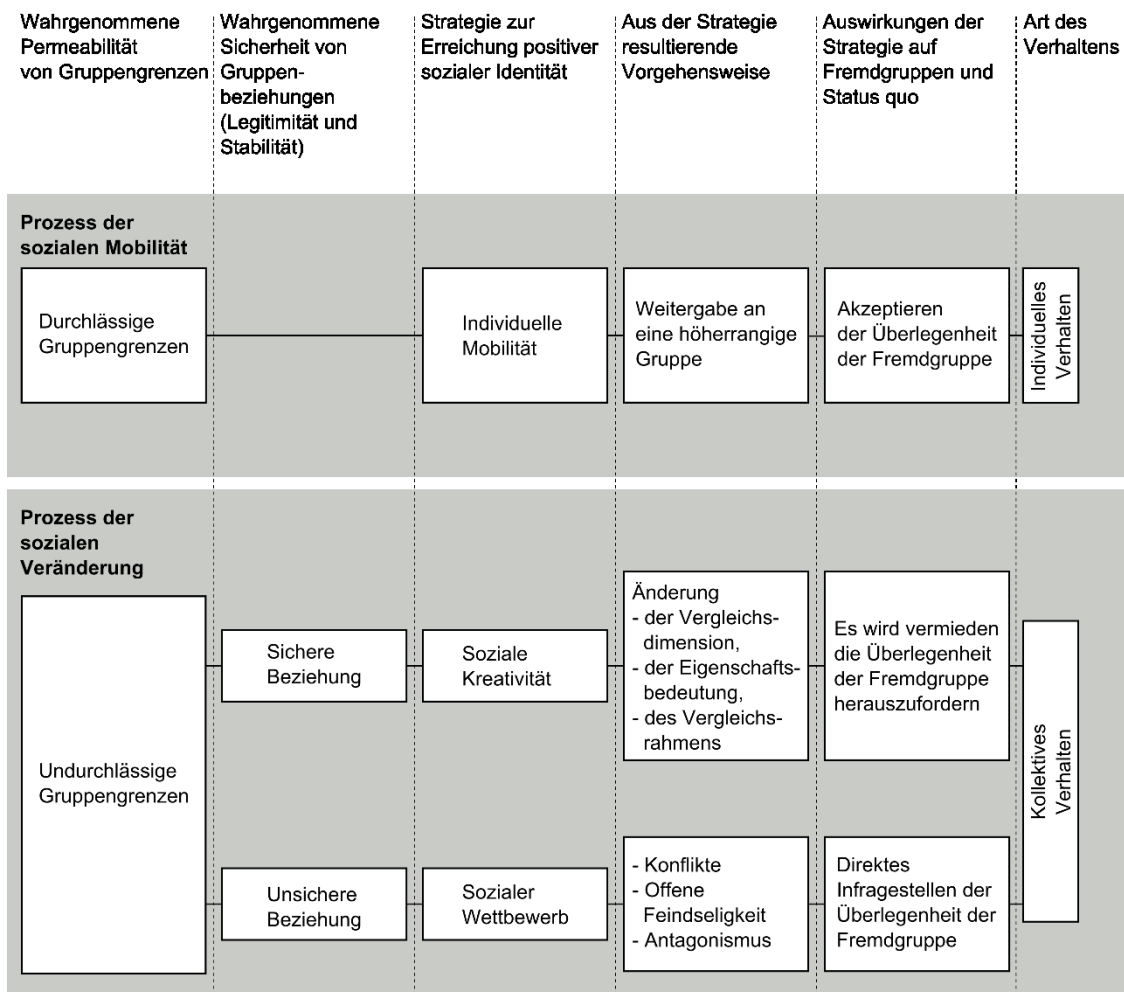 Wahrgenommene
Permeabilität
von Gruppengrenzen
Wahrgenommene
Sicherheit von
Gruppen-
beziehungen
(Legitimität und
Stabilität)
Strategie zur
Erreichung positiver
sozialer Identität
Aus der Strategie
resultierende
Vorgehensweise
Auswirkungen der
Strategie auf
Fremdgruppen und
Status quo
Art des
Verhaltens
Prozess der
sozialen Mobilität
Durchlässige
Gruppengrenzen
Individuelle
Mobilität
Weitergabe an
eine höherrangige
Gruppe
Akzeptieren
der Überlegenheit
der Fremdgruppe
Individuelles
Verhalten
Prozess der
sozialen
Veränderung
Undurchlässige
Gruppengrenzen
Sichere
Beziehung
Soziale
Kreativität
Änderung
- der Vergleichs-
dimension,
- der Eigenschafts-
bedeutung,
- des Vergleichs-
rahmens
Es wird vermieden
die Überlegenheit
der Fremdgruppe
herauszufordern
Unsichere
Beziehung
Sozialer
Wettbewerb
- Konflikte
- Offene
Feindseligkeit
- Antagonismus
Direktes
Infragestellen der
Überlegenheit der
Fremdgruppe
Kollektives
Verhalten